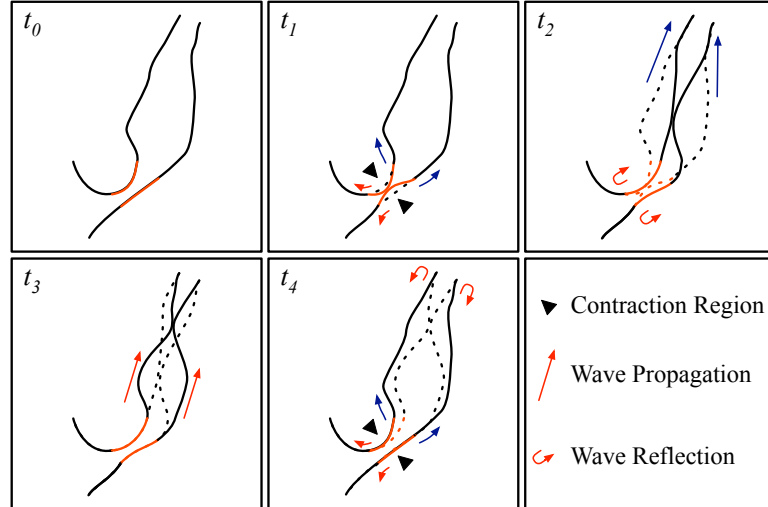 t0
t1
t2
t3
t4
Contraction Region
Wave Propagation
Wave Reflection